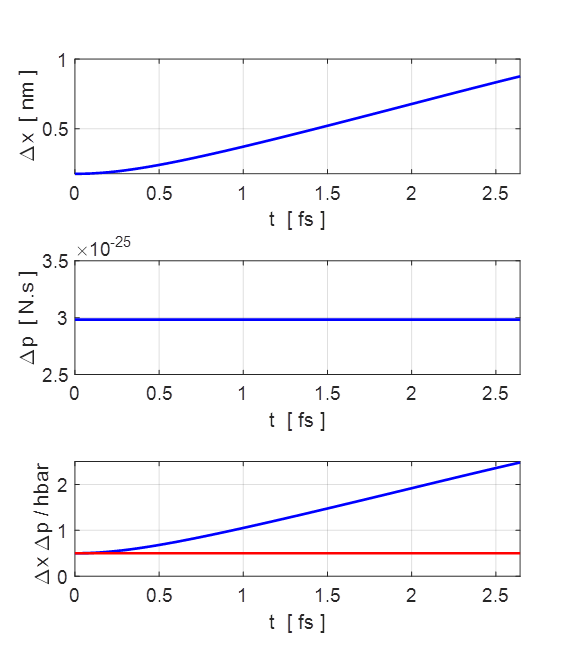 1
0.5
Δx [ nm ]
0 0.5 1 1.5 2 2.5
t [ fs ]
×10-25
3.5
3
2.5
Δp [ N.s ]
0 0.5 1 1.5 2 2.5
t [ fs ]
2
1
0
Δx Δp / hbar
0 0.5 1 1.5 2 2.5
t [ fs ]